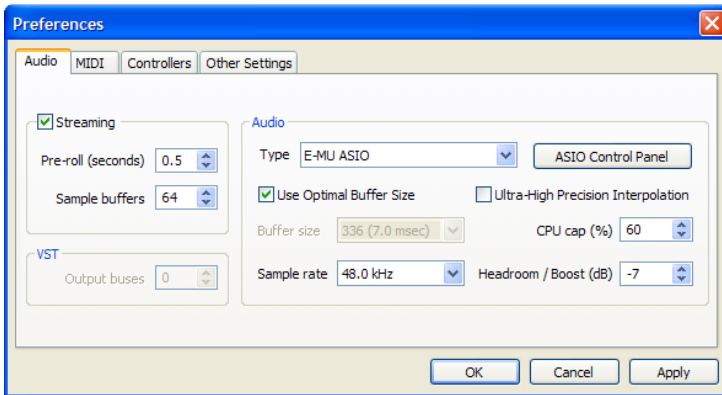 Preferences
Audio MIDI Controllers Other Settings
Streaming
Pre-roll (seconds) 0.5
Sample buffers 64
VST
Output buses 0
Audio
Type E-MU ASIO ASIO Control Panel
Use Optimal Buffer Size Ultra-High Precision Interpolation
Buffer size 336 (7.0 msec) CPU cap (%) 60
Sample rate 48.0 kHz Headroom / Boost (dB) -7
OK Cancel Apply